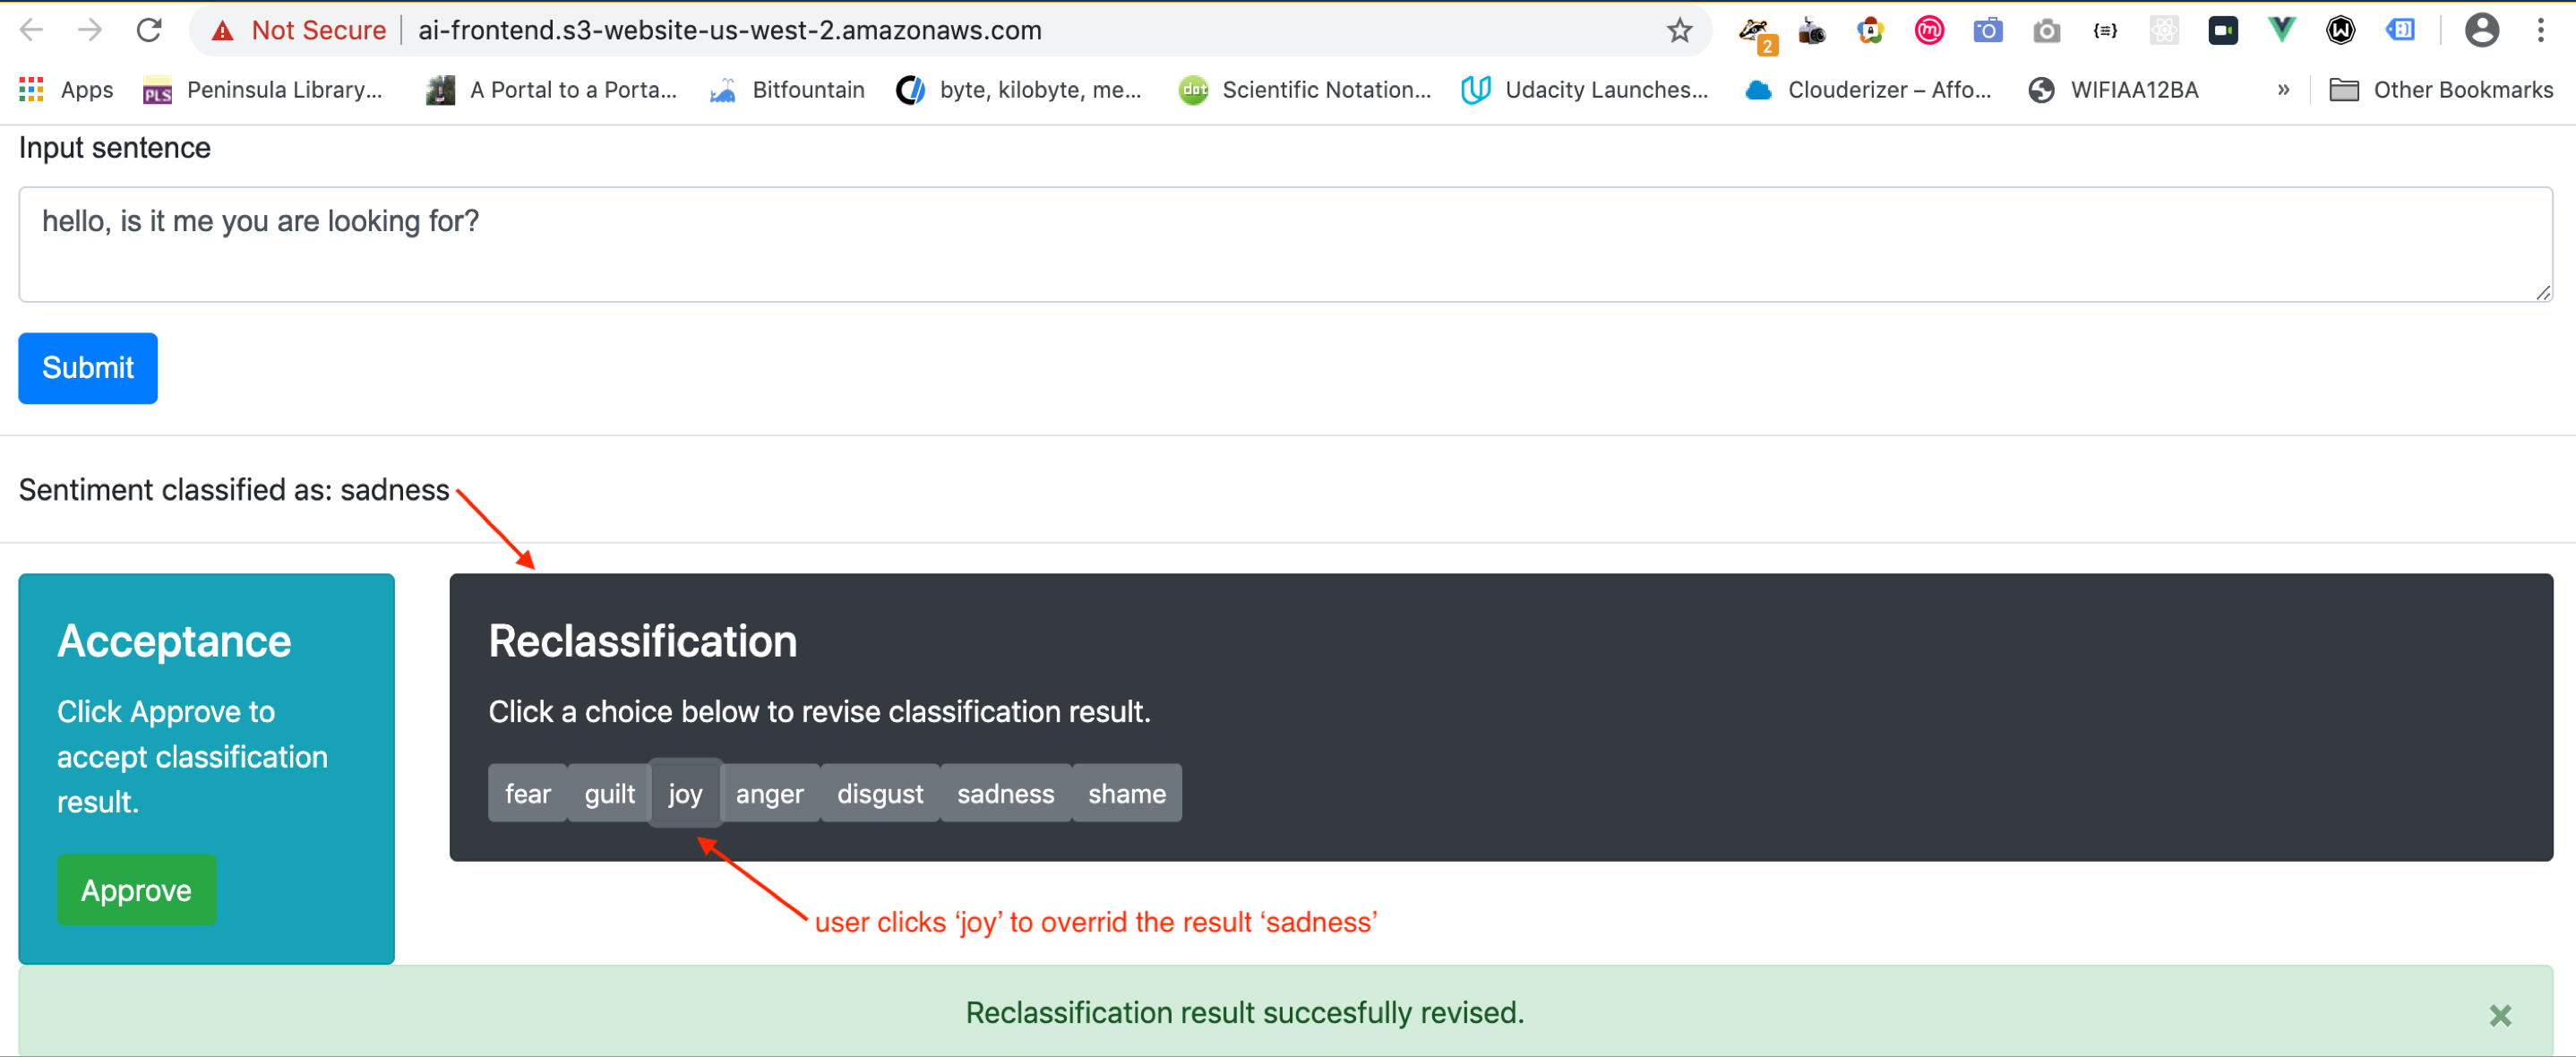 Not Secure ai-frontend.s3-website-us-west-2.amazonaws.com 2
Apps PLS Peninsula Library... A Portal to a Porta... Bitfountain byte, kilobyte, me... dot Scientific Notation... Udacity Launches... Clouderizer – Affo... WIFIAA12BA » Other Bookmarks
Input sentence
hello, is it me you are looking for?
Submit
Sentiment classified as: sadness
Acceptance
Click Approve to
accept classification
result.
Approve
Reclassification
Click a choice below to revise classification result.
fear guilt joy anger disgust sadness shame
user clicks ‘joy’ to overrid the result ‘sadness’
Reclassification result succesfully revised. ×